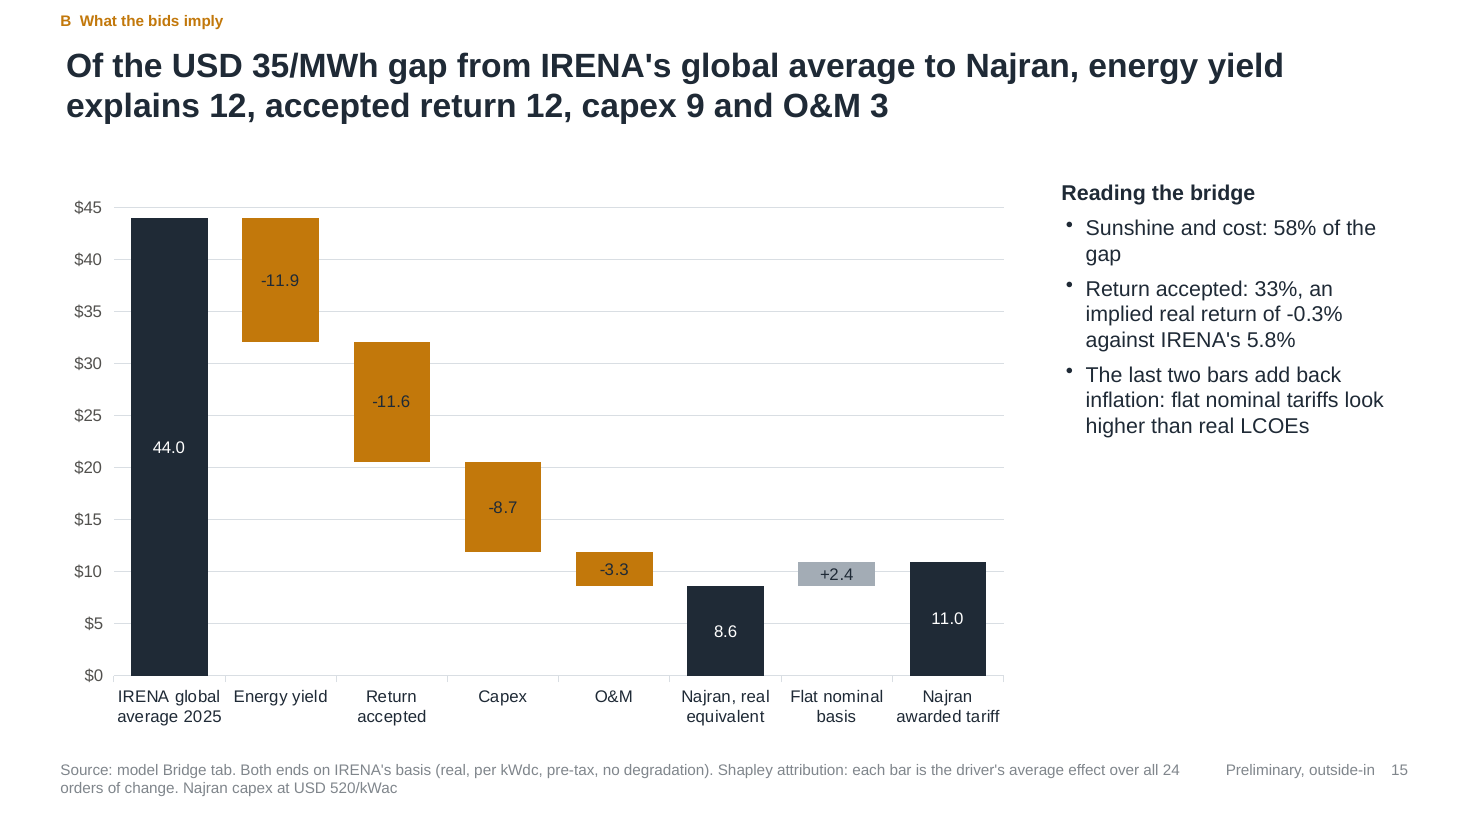 B What the bids imply
Of the USD 35/MWh gap from IRENA's global average to Najran, energy yield
explains 12, accepted return 12, capex 9 and O&M 3
$45
$40
$35
$30
$25
$20
$15
$10
$5
$0
44.0
-11.9
-11.6
-8.7
-3.3
8.6
+2.4
11.0
IRENA global
average 2025
Energy yield
Return
accepted
Capex
O&M
Najran, real
equivalent
Flat nominal
basis
Najran
awarded tariff
Reading the bridge
• Sunshine and cost: 58% of the
gap
• Return accepted: 33%, an
implied real return of -0.3%
against IRENA's 5.8%
• The last two bars add back
inflation: flat nominal tariffs look
higher than real LCOEs
Source: model Bridge tab. Both ends on IRENA's basis (real, per kWdc, pre-tax, no degradation). Shapley attribution: each bar is the driver's average effect over all 24
orders of change. Najran capex at USD 520/kWac
Preliminary, outside-in 15